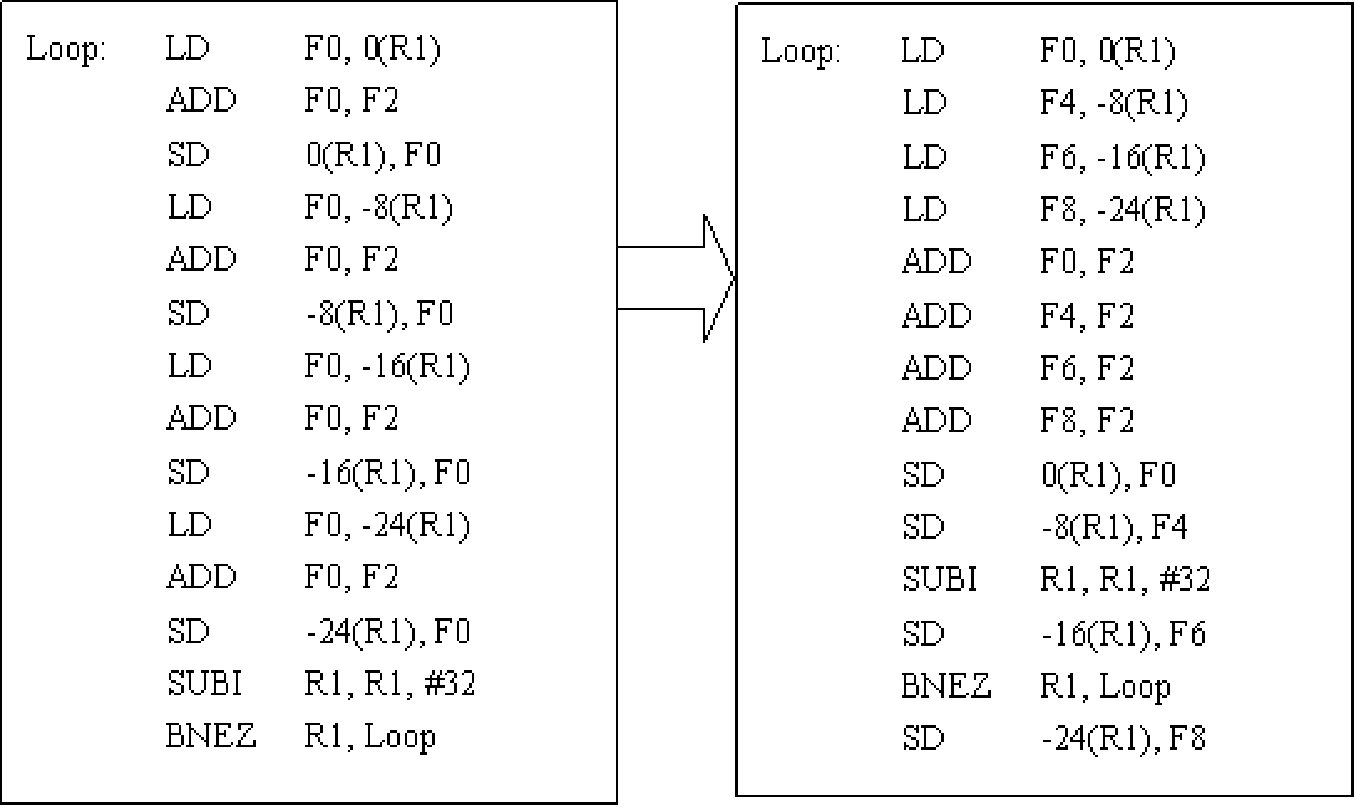 Loop: LD F0, 0(R1)
ADD F0, F2
SD 0(R1), F0
LD F0, -8(R1)
ADD F0, F2
SD -8(R1), F0
LD F0, -16(R1)
ADD F0, F2
SD -16(R1), F0
LD F0, -24(R1)
ADD F0, F2
SD -24(R1), F0
SUBI R1, R1, #32
BNEZ R1, Loop
Loop: LD F0, 0(R1)
LD F4, -8(R1)
LD F6, -16(R1)
LD F8, -24(R1)
ADD F0, F2
ADD F4, F2
ADD F6, F2
ADD F8, F2
SD 0(R1), F0
SD -8(R1), F4
SUBI R1, R1, #32
SD -16(R1), F6
BNEZ R1, Loop
SD -24(R1), F8